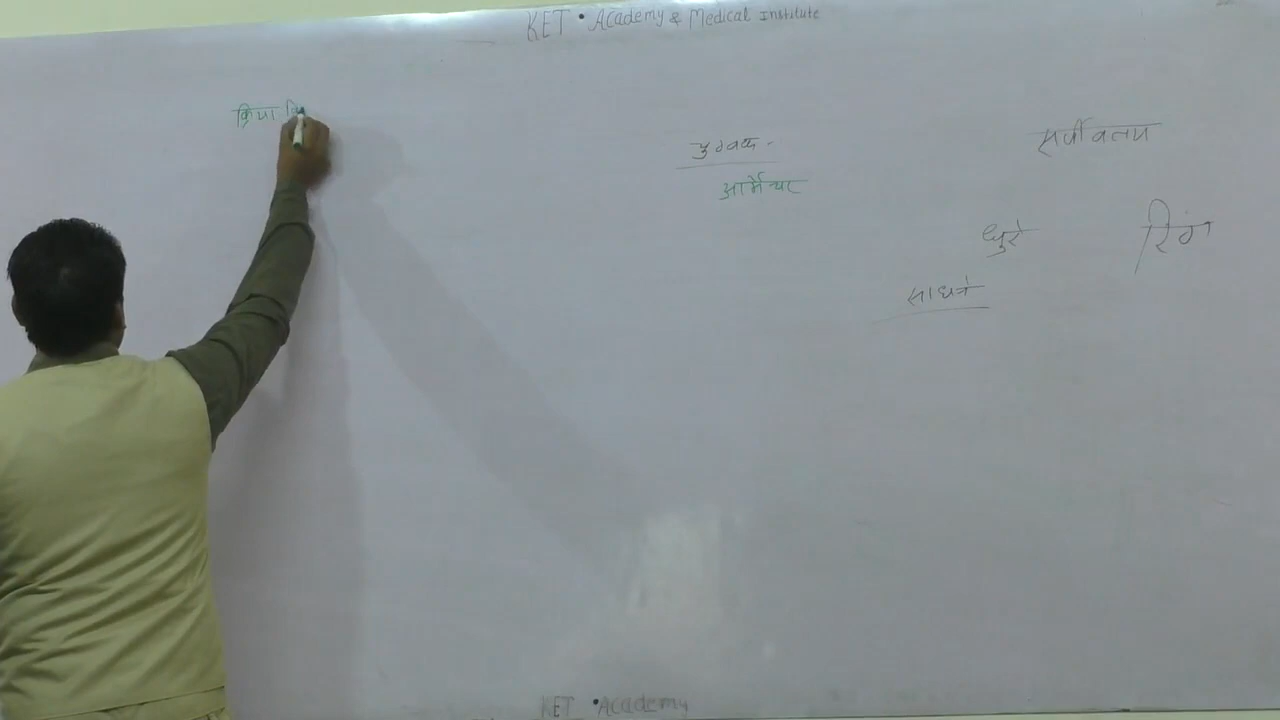 KET • Academy & Medical Institute
क्रिया वि
सर्पी वलय
आर्मेचर
धुरे
रिंग
साधने
KET • Academy